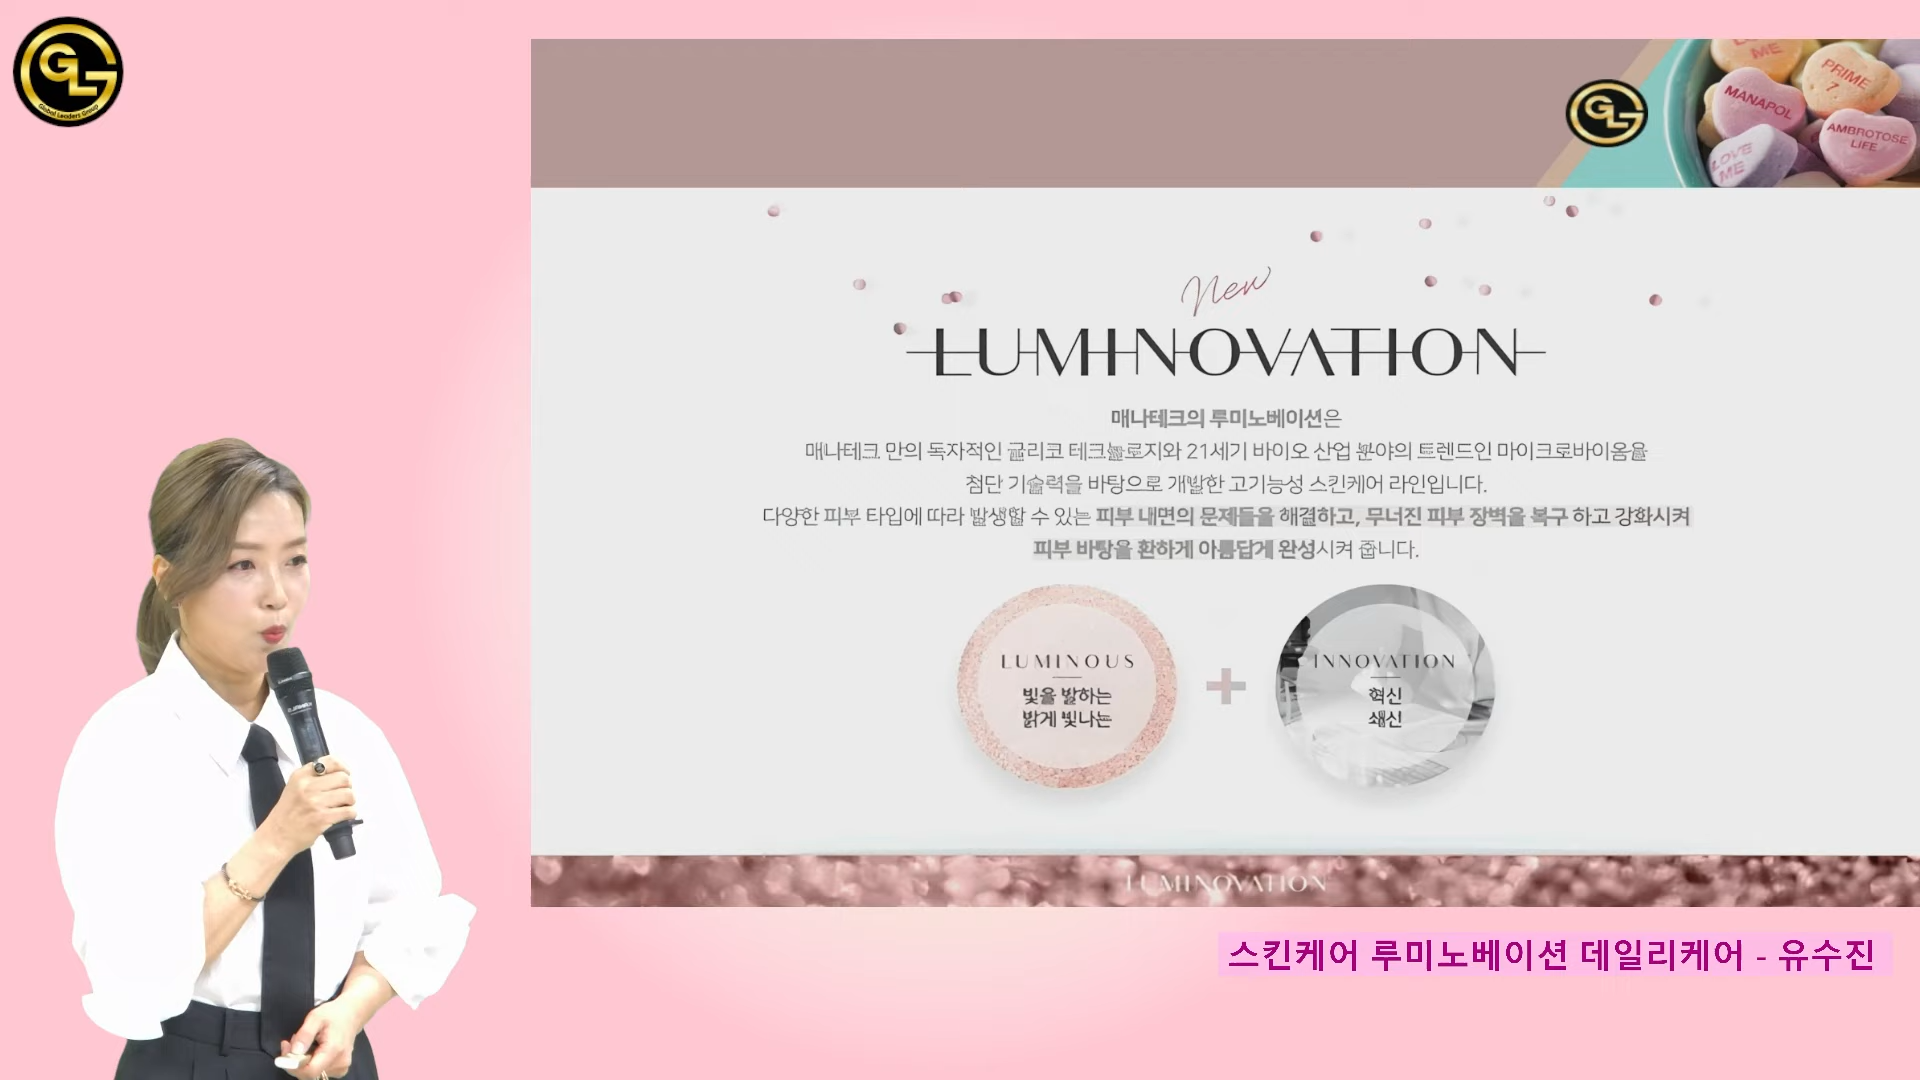 GL
Global Leaders Group
GL
LOVE ME
PRIME 7
MANAPOL
AMBROTOSE LIFE
LOVE ME
New
LUMINOVATION
매나테크의 루미노베이션은
매나테크 만의 독자적인 글리코 테크놀로지와 21세기 바이오 산업 분야의 트렌드인 마이크로바이옴을
첨단 기술력을 바탕으로 개발한 고기능성 스킨케어 라인입니다.
다양한 피부 타입에 따라 발생할 수 있는 피부 내면의 문제들을 해결하고, 무너진 피부 장벽을 복구 하고 강화시켜
피부 바탕을 환하게 아름답게 완성시켜 줍니다.
LUMINOUS
빛을 발하는
밝게 빛나는
+
INNOVATION
혁신
쇄신
LUMINOVATION
스킨케어 루미노베이션 데일리케어 - 유수진